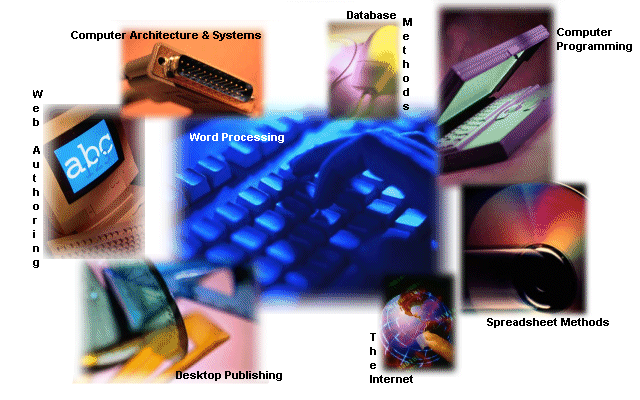 Database
Methods
Computer
Programming
Computer Architecture & Systems
Web Authoring
abc
Word Processing
Spreadsheet Methods
The
Internet
Desktop Publishing